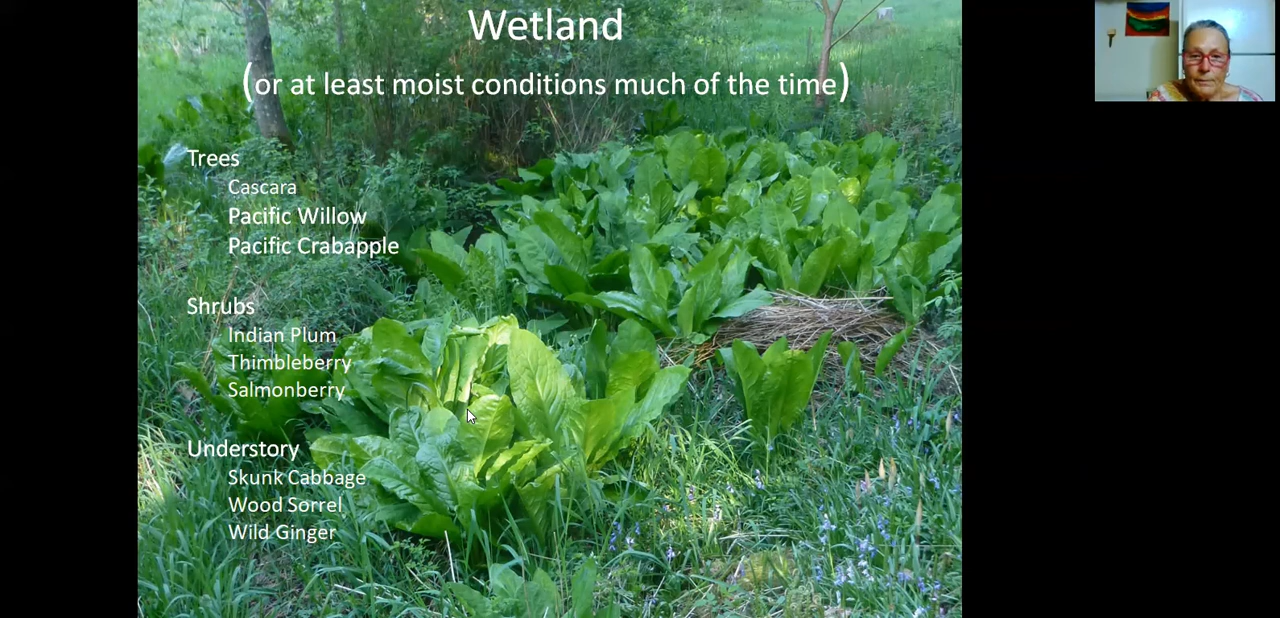 Wetland
(or at least moist conditions much of the time)
Trees
Cascara
Pacific Willow
Pacific Crabapple
Shrubs
Indian Plum
Thimbleberry
Salmonberry
Understory
Skunk Cabbage
Wood Sorrel
Wild Ginger